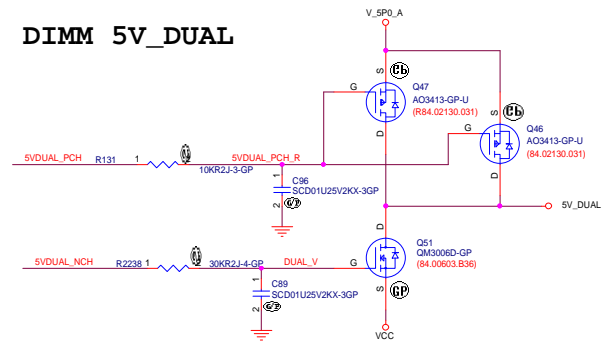 DIMM 5V_DUAL
V_5P0_A
S
Q47
G
AO3413-GP-U
(R84.02130.031)
D
S
Q46
G
AO3413-GP-U
(84.02130.031)
D
5VDUAL_PCH
R131
1
10KR2J-3-GP
5VDUAL_PCH_R
1
C96
SCD01U25V2KX-3GP
2
5V_DUAL
D
Q51
QM3006D-GP
(84.00603.B36)
G
S
GP
VCC
5VDUAL_NCH
R2238
1
30KR2J-4-GP
DUAL_V
1
C89
SCD01U25V2KX-3GP
2